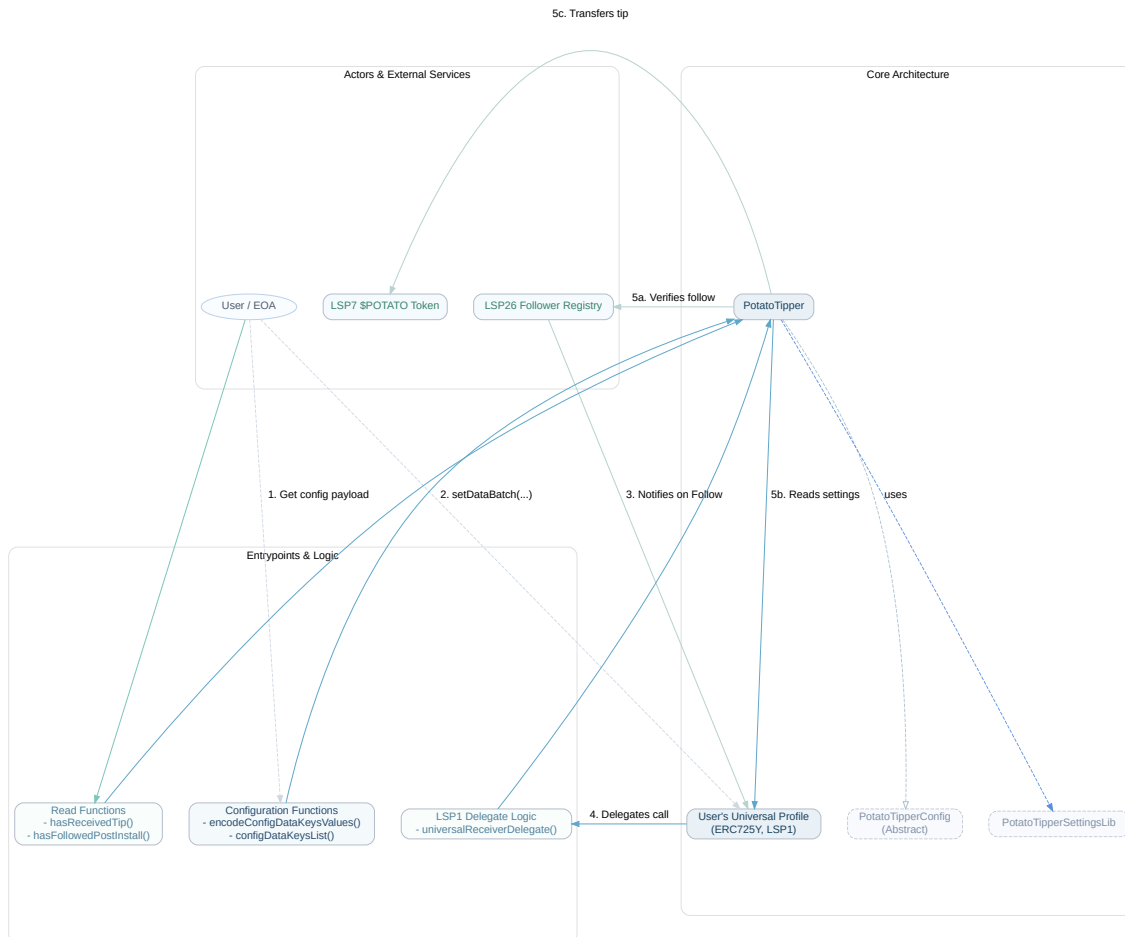 5c. Transfers tip
Actors & External Services
Core Architecture
User / EOA
LSP7 $POTATO Token
LSP26 Follower Registry
5a. Verifies follow
PotatoTipper
1. Get config payload
2. setDataBatch(...)
3. Notifies on Follow
5b. Reads settings
uses
Entrypoints & Logic
Read Functions
- hasReceivedTip()
- hasFollowedPostInstall()
Configuration Functions
- encodeConfigDataKeysValues()
- configDataKeysList()
LSP1 Delegate Logic
- universalReceiverDelegate()
4. Delegates call
User's Universal Profile
(ERC725Y, LSP1)
PotatoTipperConfig
(Abstract)
PotatoTipperSettingsLib